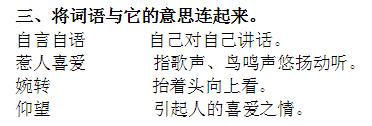 三、将词语与它的意思连起来。
自言自语 自己对自己讲话。
惹人喜爱 指歌声、鸟鸣声悠扬动听。
婉转 抬着头向上看。
仰望 引起人的喜爱之情。